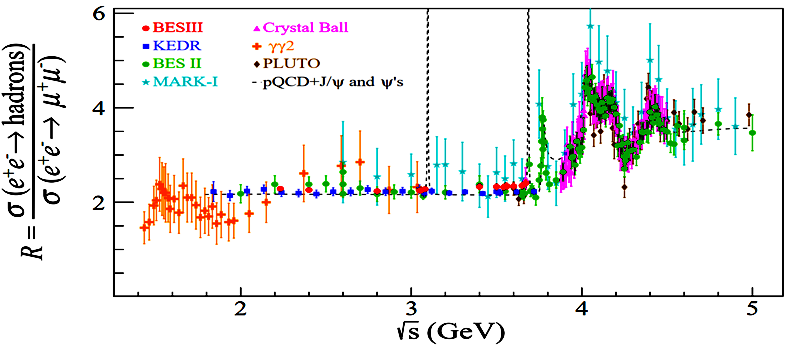 R = σ (e⁺e⁻→ hadrons) / σ (e⁺e⁻→ μ⁺μ⁻)
6
4
2
BESIII
KEDR
BES II
MARK-I
Crystal Ball
γγ2
PLUTO
pQCD+J/ψ and ψ's
2
3
4
5
√s (GeV)